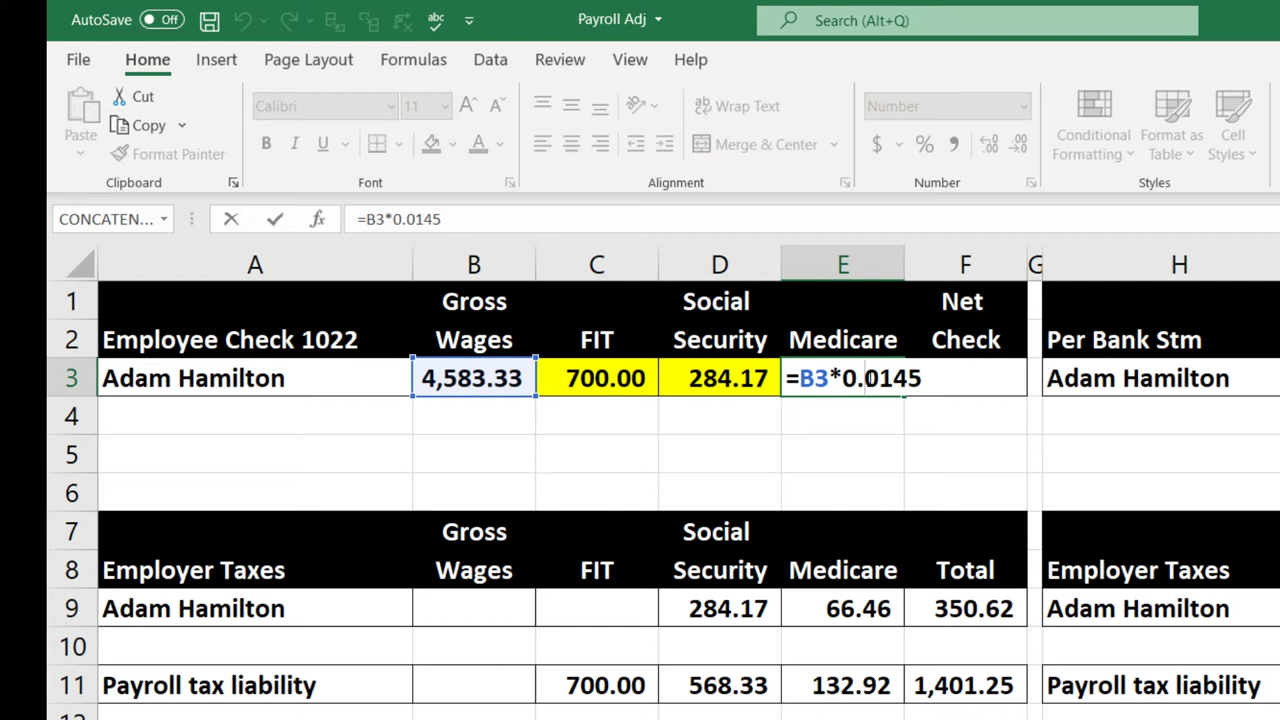 AutoSave Off abc Payroll Adj Search (Alt+Q)
File Home Insert Page Layout Formulas Data Review View Help
Paste Cut Copy Format Painter
Calibri 11 A A B I U A
ab Wrap Text Merge & Center
Number $ % 9
Conditional Formatting Format as Table Cell Styles
Clipboard Font Alignment Number Styles
CONCATEN... fx =B3*0.0145
A B C D E F G H
1 Gross Social Net
2 Employee Check 1022 Wages FIT Security Medicare Check Per Bank Stm
3 Adam Hamilton 4,583.33 700.00 284.17 =B3*0.0145 Adam Hamilton
4
5
6
7 Gross Social
8 Employer Taxes Wages FIT Security Medicare Total Employer Taxes
9 Adam Hamilton 284.17 66.46 350.62 Adam Hamilton
10
11 Payroll tax liability 700.00 568.33 132.92 1,401.25 Payroll tax liability